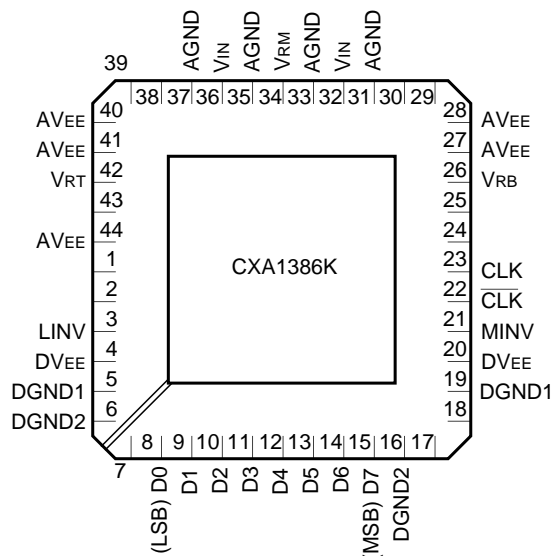 AGND
VIN
AGND
VRM
AGND
VIN
AGND
39
38 37 36 35 34 33 32 31 30 29
AVEE 40
AVEE 41
VRT 42
43
AVEE 44
1
2
LINV 3
DVEE 4
DGND1 5
DGND2 6
7
28 AVEE
27 AVEE
26 VRB
25
24
23 CLK
22 CLK
21 MINV
20 DVEE
19 DGND1
18
CXA1386K
8 9 10 11 12 13 14 15 16 17
(LSB) D0
D1
D2
D3
D4
D5
D6
(MSB) D7
DGND2